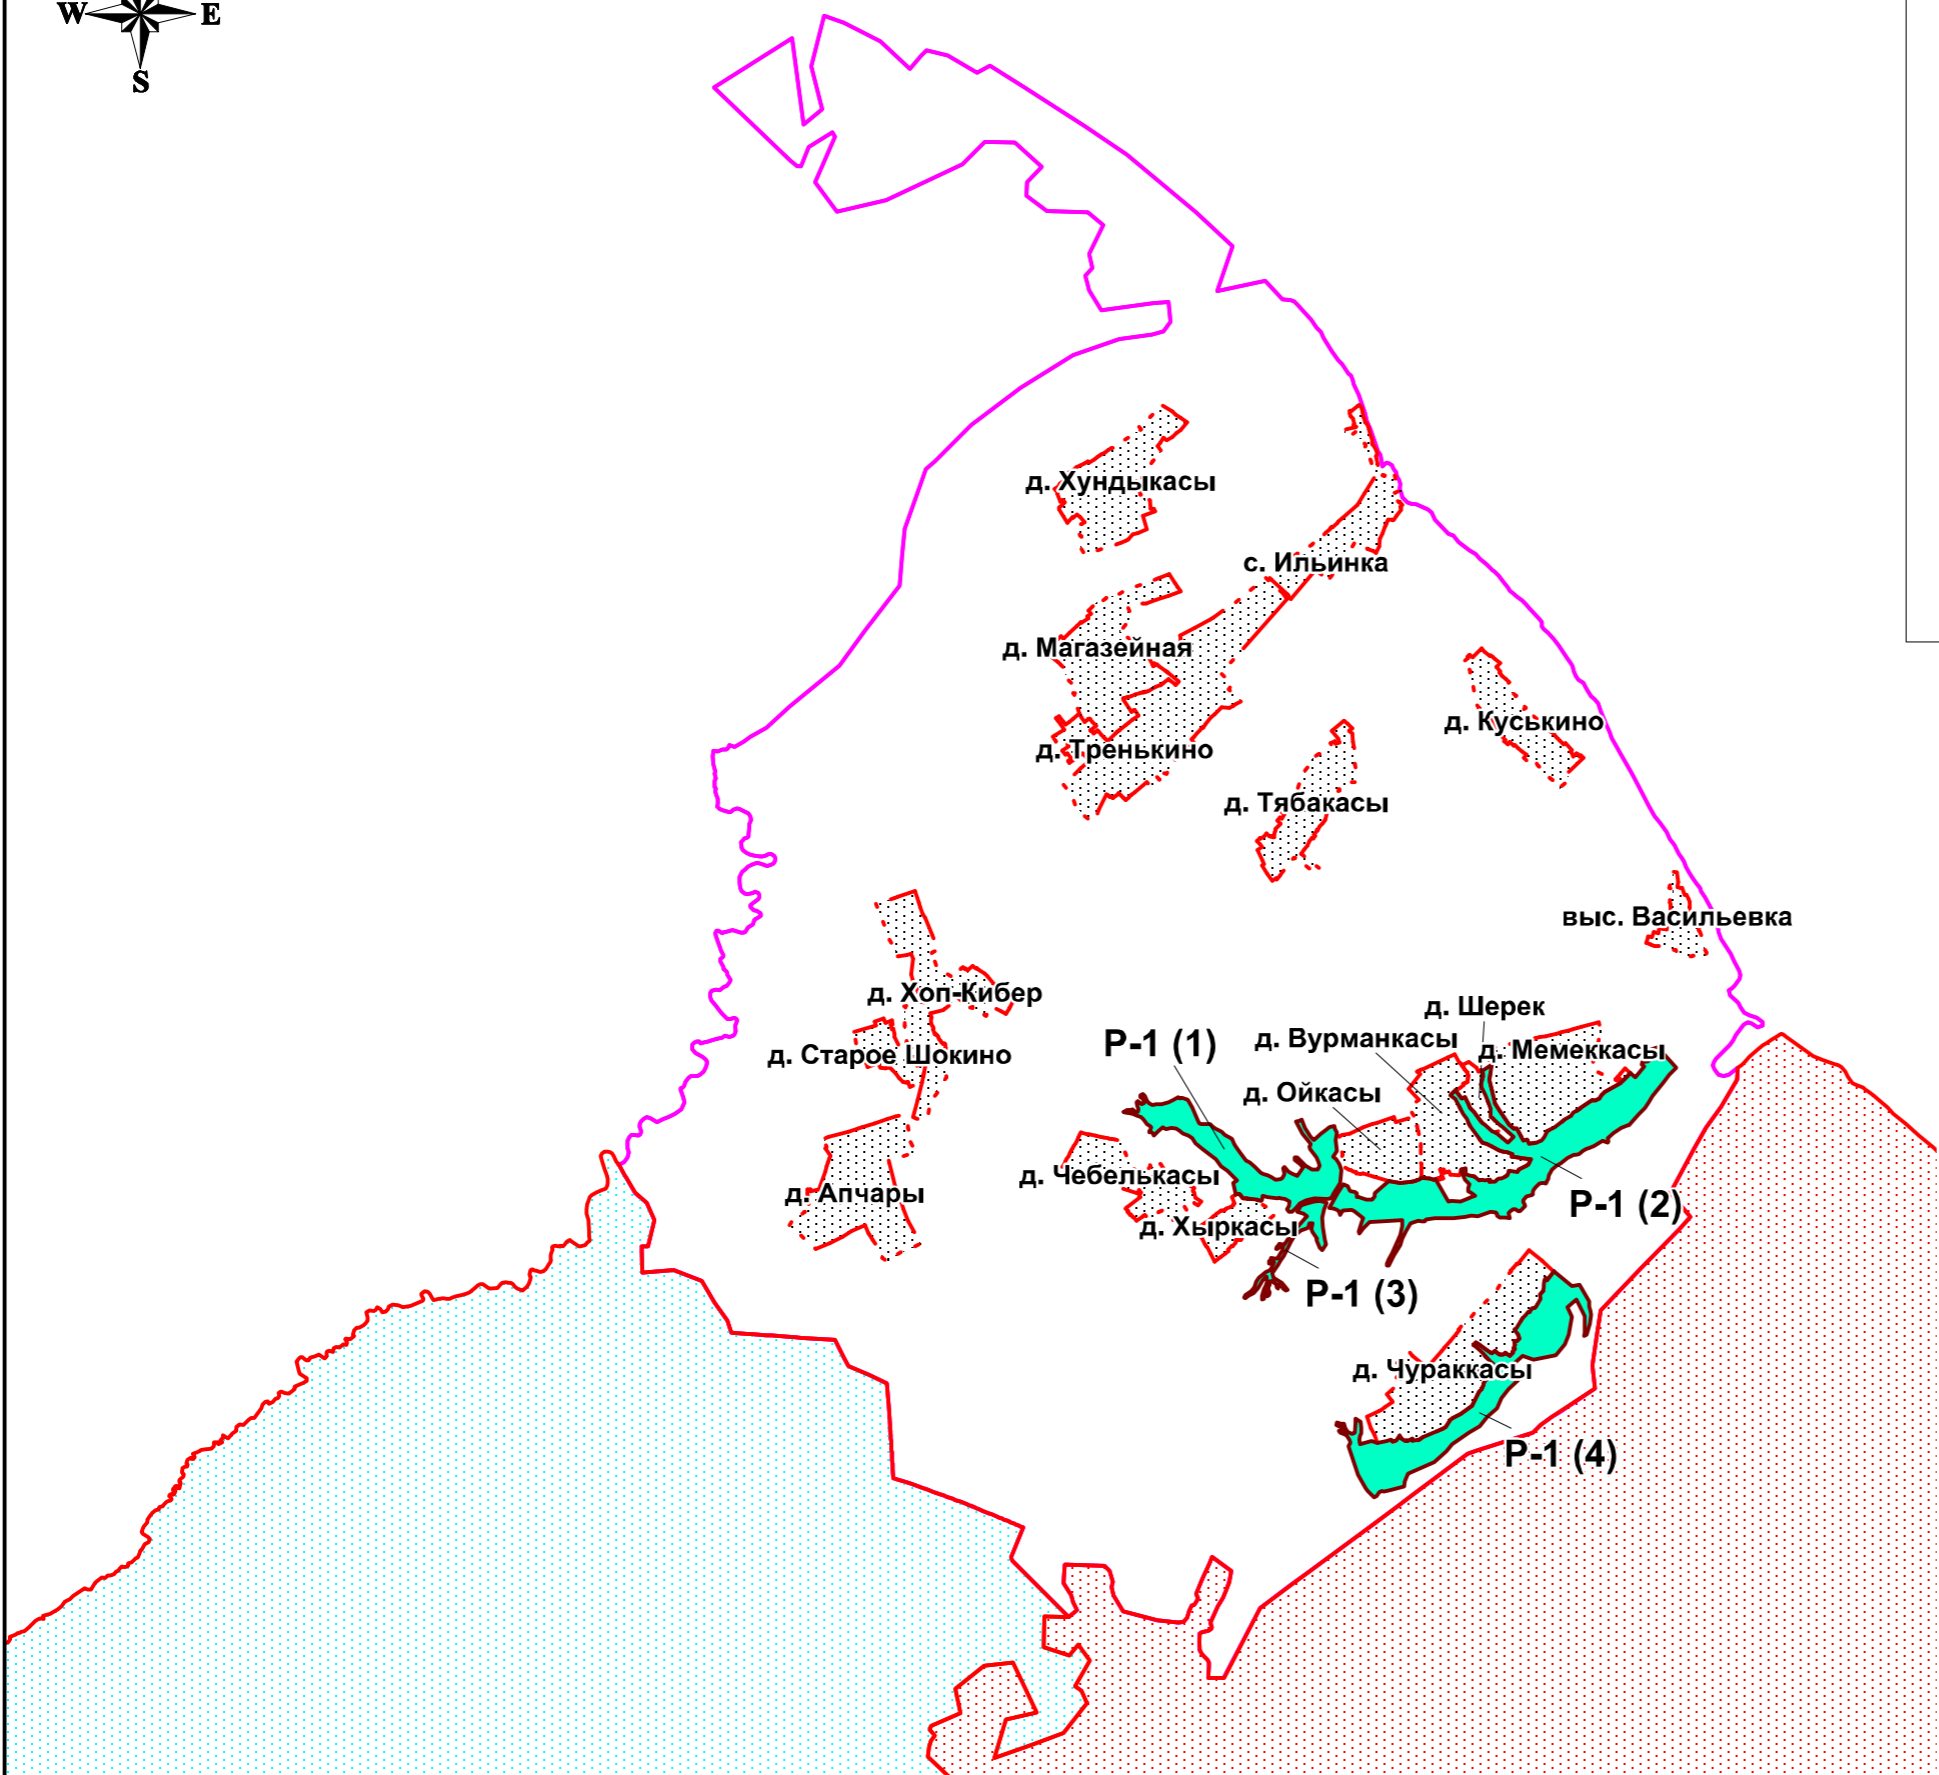 W E
S
д. Хундыкасы
с. Ильинка
д. Магазейная
д. Куськино
д. Тренькино
д. Тябакасы
выс. Васильевка
д. Хоп-Кибер
д. Шерек
д. Вурманкасы
Р-1 (1)
д. Мемеккасы
д. Старое Шокино
д. Ойкасы
д. Чебелькасы
д. Апчары
Р-1 (2)
д. Хыркасы
Р-1 (3)
д. Чураккасы
Р-1 (4)